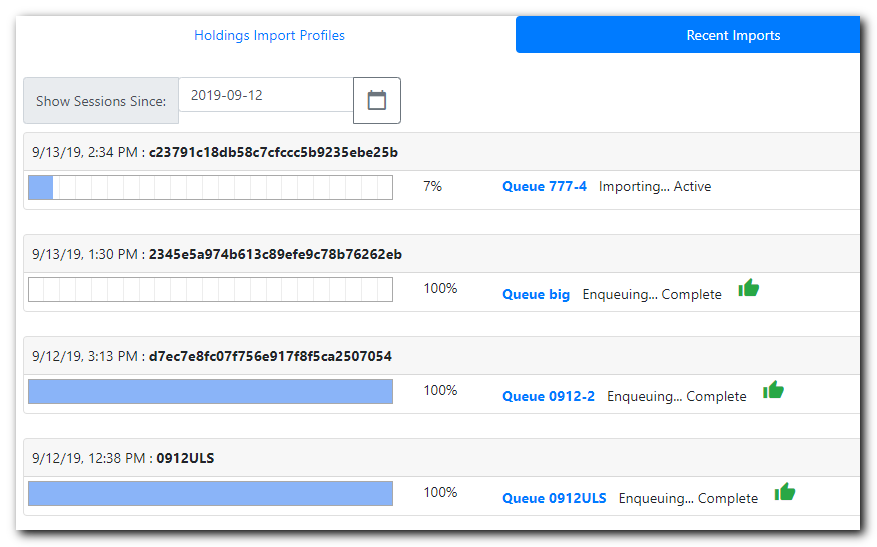 Holdings Import Profiles
Recent Imports
Show Sessions Since: 2019-09-12
9/13/19, 2:34 PM : c23791c18db58c7cfccc5b9235ebe25b
7% Queue 777-4 Importing... Active
9/13/19, 1:30 PM : 2345e5a974b613c89efe9c78b76262eb
100% Queue big Enqueuing... Complete
9/12/19, 3:13 PM : d7ec7e8fc07f756e917f8f5ca2507054
100% Queue 0912-2 Enqueuing... Complete
9/12/19, 12:38 PM : 0912ULS
100% Queue 0912ULS Enqueuing... Complete